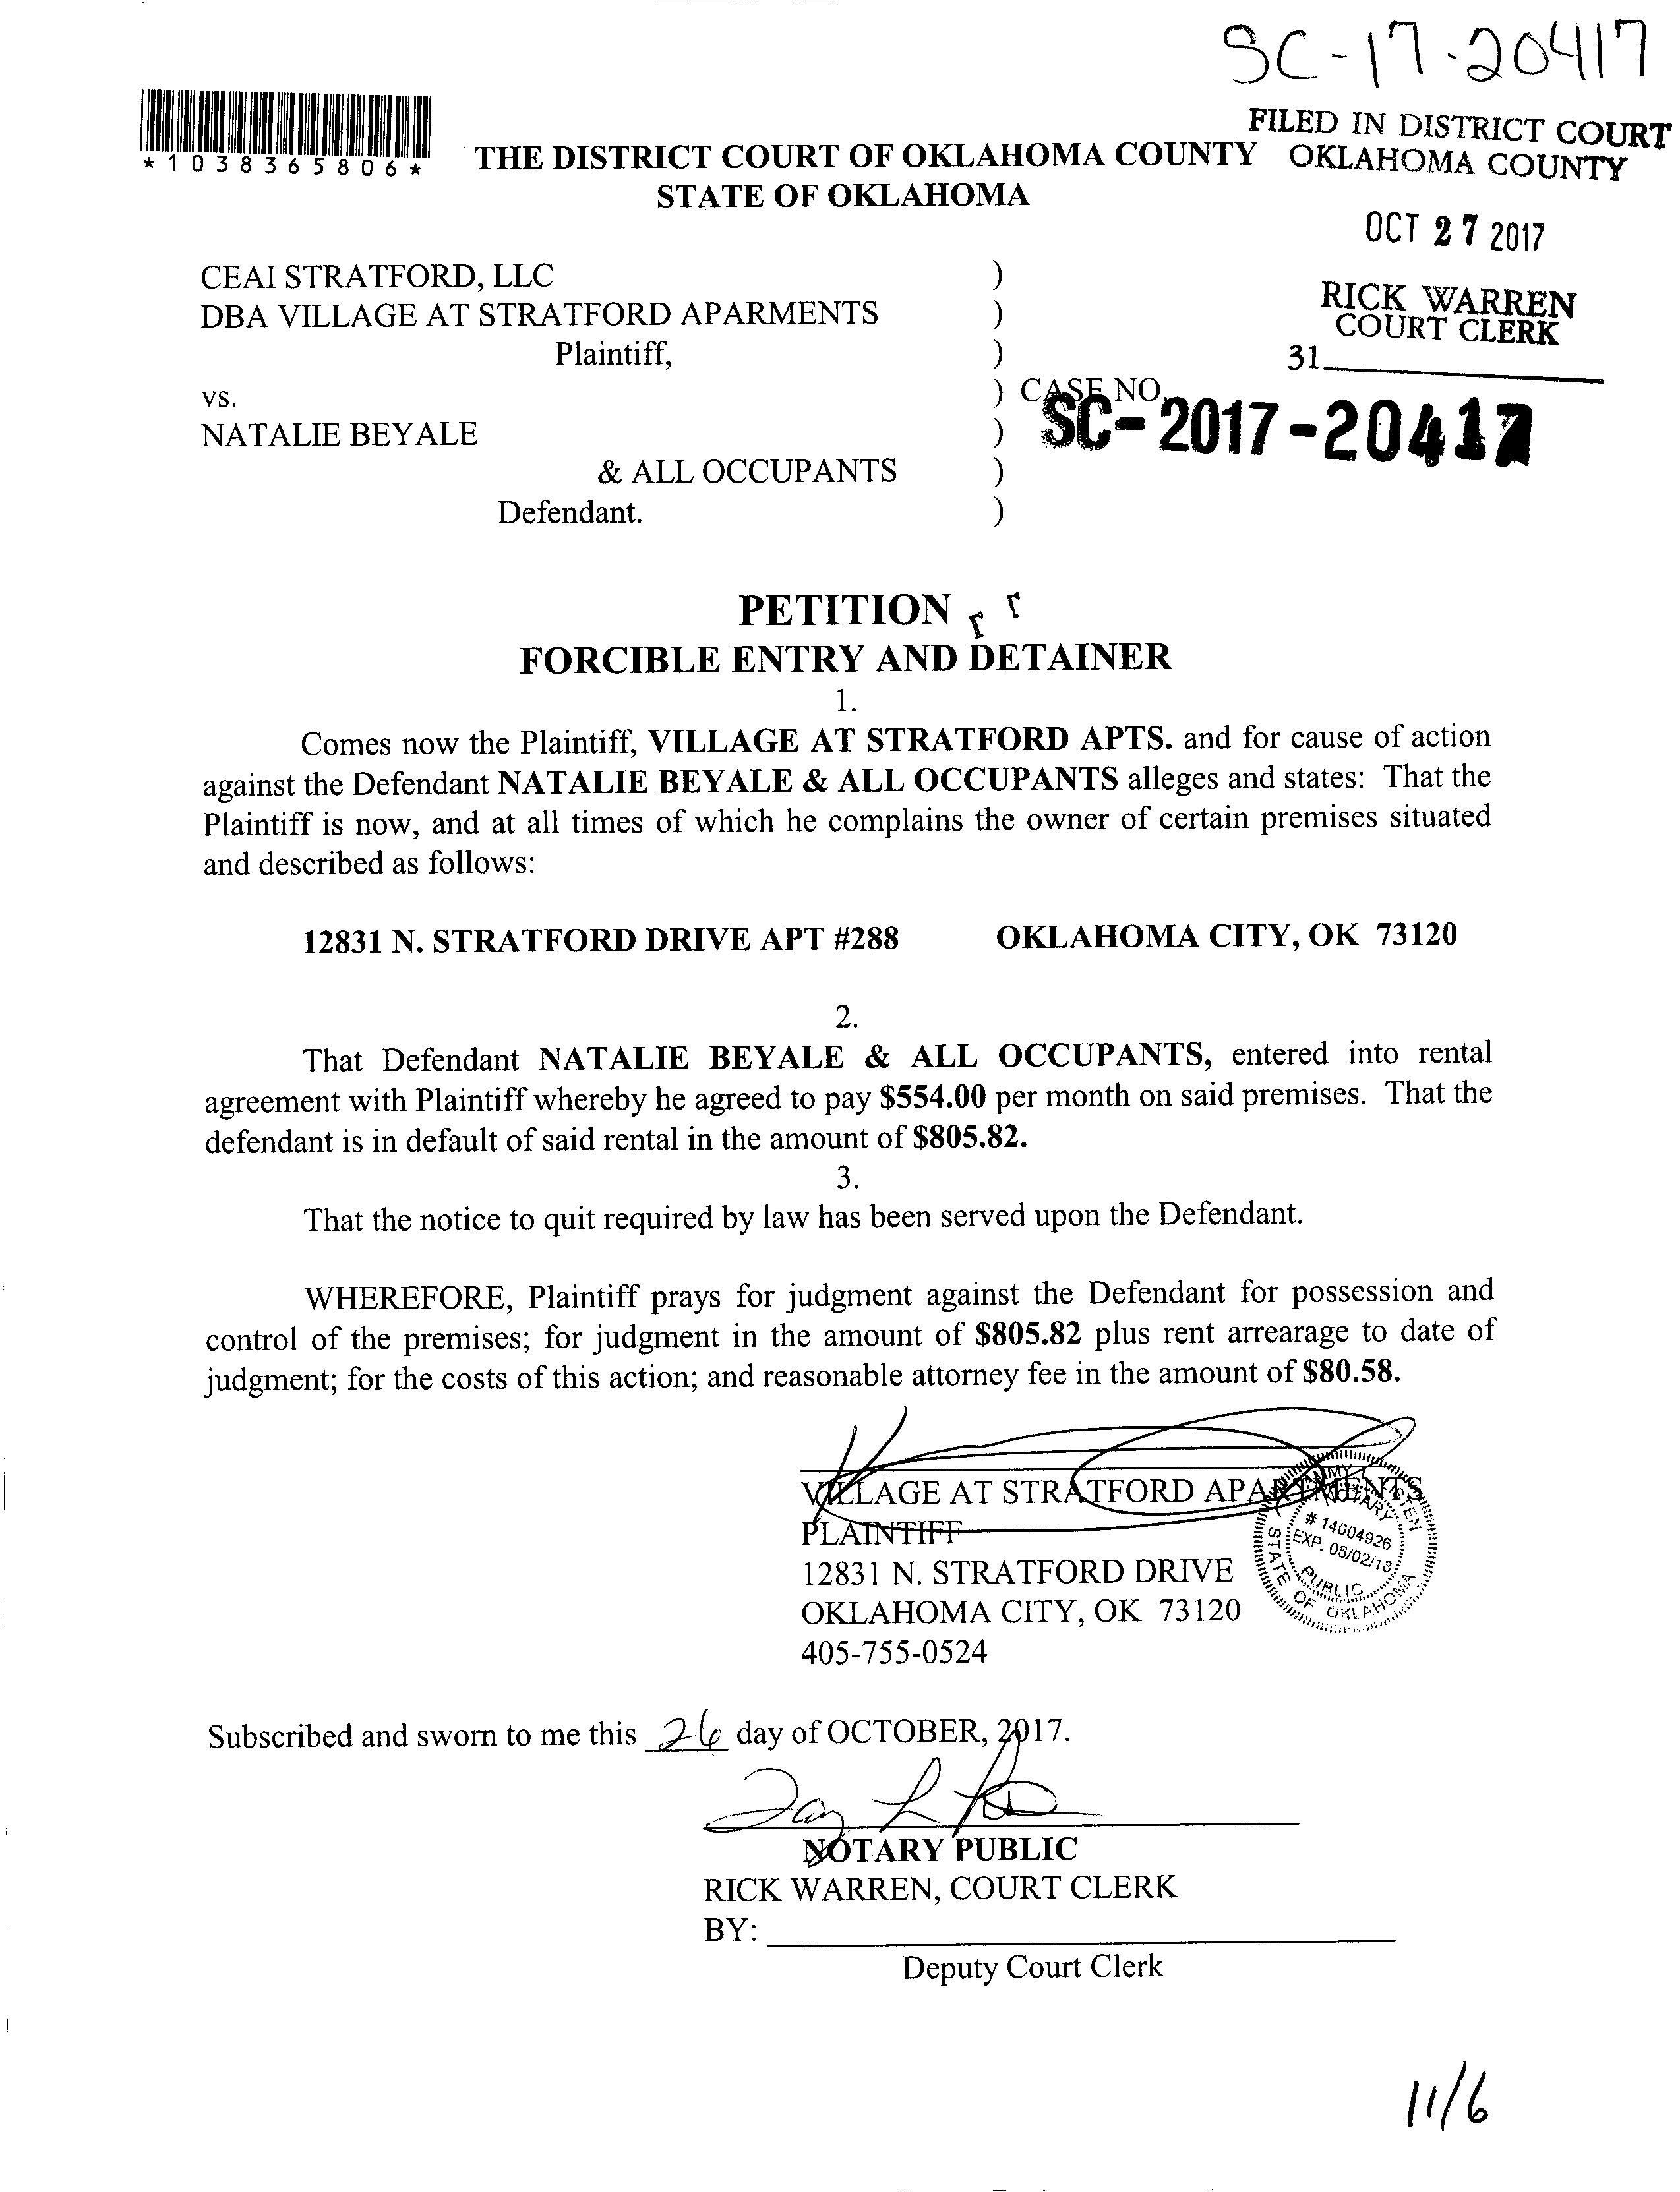 SC-17-20417
FILED IN DISTRICT COURT
OKLAHOMA COUNTY
*1038365806*
THE DISTRICT COURT OF OKLAHOMA COUNTY
STATE OF OKLAHOMA
OCT 27 2017
RICK WARREN
COURT CLERK
31
CEAI STRATFORD, LLC )
DBA VILLAGE AT STRATFORD APARMENTS )
Plaintiff, )
vs. ) CASE NO.
SC-2017-20417
NATALIE BEYALE )
& ALL OCCUPANTS )
Defendant. )
PETITION
FORCIBLE ENTRY AND DETAINER
1.
Comes now the Plaintiff, VILLAGE AT STRATFORD APTS. and for cause of action
against the Defendant NATALIE BEYALE & ALL OCCUPANTS alleges and states: That the
Plaintiff is now, and at all times of which he complains the owner of certain premises situated
and described as follows:
12831 N. STRATFORD DRIVE APT #288 OKLAHOMA CITY, OK 73120
2.
That Defendant NATALIE BEYALE & ALL OCCUPANTS, entered into rental
agreement with Plaintiff whereby he agreed to pay $554.00 per month on said premises. That the
defendant is in default of said rental in the amount of $805.82.
3.
That the notice to quit required by law has been served upon the Defendant.
WHEREFORE, Plaintiff prays for judgment against the Defendant for possession and
control of the premises; for judgment in the amount of $805.82 plus rent arrearage to date of
judgment; for the costs of this action; and reasonable attorney fee in the amount of $80.58.
VILLAGE AT STRATFORD APARTMENTS
PLAINTIFF
12831 N. STRATFORD DRIVE
OKLAHOMA CITY, OK 73120
405-755-0524
NOTARY
# 14004926
EXP. 05/02/18
PUBLIC
STATE OF OKLAHOMA
Subscribed and sworn to me this 26 day of OCTOBER, 2017.
NOTARY PUBLIC
RICK WARREN, COURT CLERK
BY:
Deputy Court Clerk
11/6